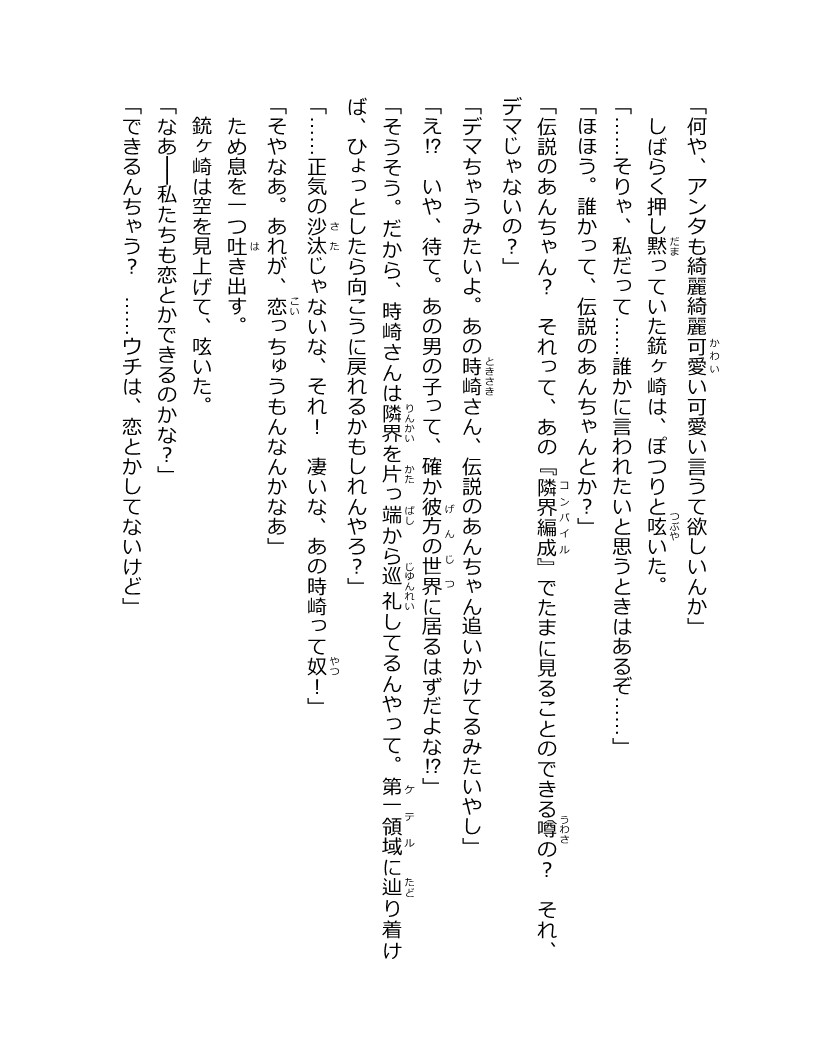 「何や、アンタも綺麗綺麗可愛い可愛い言うて欲しいんか」
　しばらく押し黙っていた銃ヶ崎は、ぽつりと呟いた。
「……そりゃ、私だって……誰かに言われたいと思うときはあるぞ……」
「ほほう。誰かって、伝説のあんちゃんとか？」
「伝説のあんちゃん？　それって、あの『隣界編成』でたまに見ることのできる噂の？　それ、
デマじゃないの？」
「デマちゃうみたいよ。あの時崎さん、伝説のあんちゃん追いかけてるみたいやし」
「え⁉　いや、待て。あの男の子って、確か彼方の世界に居るはずだよな⁉」
「そうそう。だから、時崎さんは隣界を片っ端から巡礼してるんやって。第一領域に辿り着け
ば、ひょっとしたら向こうに戻れるかもしれんやろ？」
「……正気の沙汰じゃないな、それ！　凄いな、あの時崎って奴！」
「そやなあ。あれが、恋っちゅうもんなんかなあ」
　ため息を一つ吐き出す。
　銃ヶ崎は空を見上げて、呟いた。
「なあ――私たちも恋とかできるのかな？」
「できるんちゃう？　……ウチは、恋とかしてないけど」